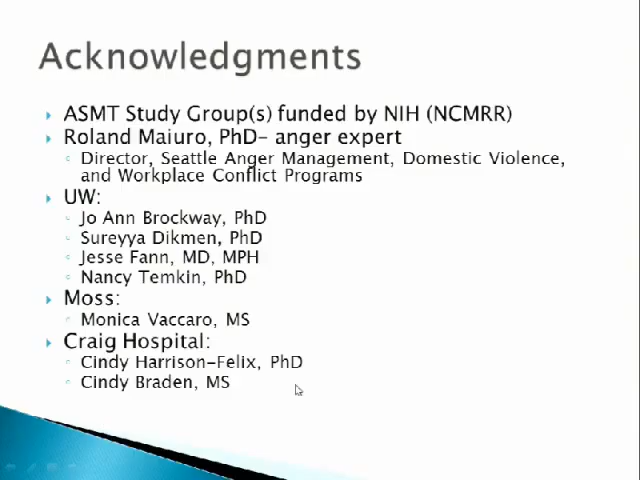 Acknowledgments
ASMT Study Group(s) funded by NIH (NCMRR)
Roland Maiuro, PhD– anger expert
Director, Seattle Anger Management, Domestic Violence,
and Workplace Conflict Programs
UW:
Jo Ann Brockway, PhD
Sureyya Dikmen, PhD
Jesse Fann, MD, MPH
Nancy Temkin, PhD
Moss:
Monica Vaccaro, MS
Craig Hospital:
Cindy Harrison-Felix, PhD
Cindy Braden, MS